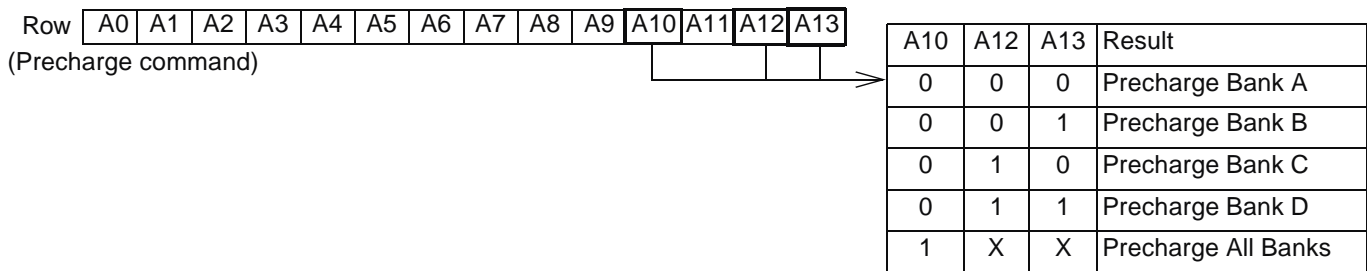 Row A0 A1 A2 A3 A4 A5 A6 A7 A8 A9 A10 A11 A12 A13
(Precharge command)
A10 A12 A13 Result
0 0 0 Precharge Bank A
0 0 1 Precharge Bank B
0 1 0 Precharge Bank C
0 1 1 Precharge Bank D
1 X X Precharge All Banks